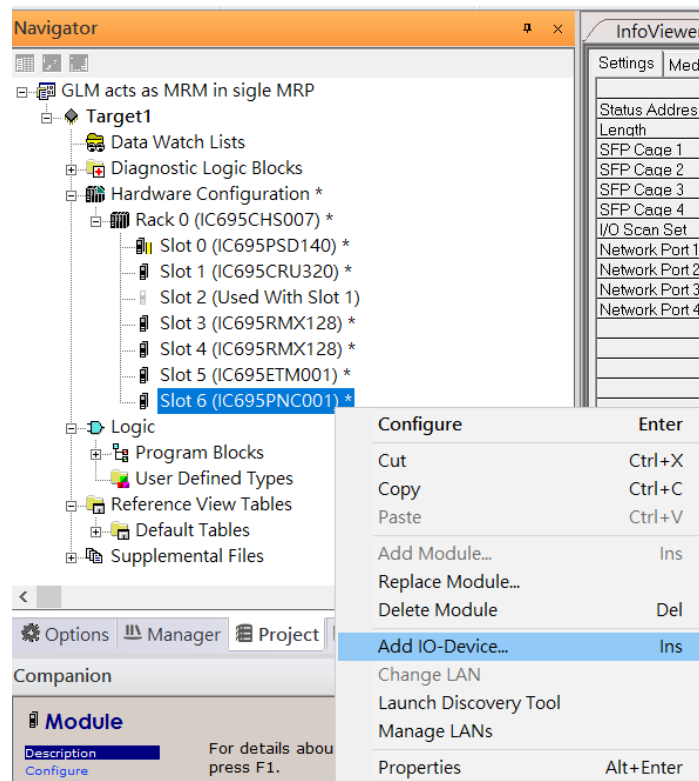 Navigator
InfoViewer
Settings Med
GLM acts as MRM in sigle MRP
Target1
Data Watch Lists
Diagnostic Logic Blocks
Hardware Configuration *
Rack 0 (IC695CHS007) *
Slot 0 (IC695PSD140) *
Slot 1 (IC695CRU320) *
Slot 2 (Used With Slot 1)
Slot 3 (IC695RMX128) *
Slot 4 (IC695RMX128) *
Slot 5 (IC695ETM001) *
Slot 6 (IC695PNC001) *
Logic
Program Blocks
User Defined Types
Reference View Tables
Default Tables
Supplemental Files
Status Addres
Length
SFP Cage 1
SFP Cage 2
SFP Cage 3
SFP Cage 4
I/O Scan Set
Network Port 1
Network Port 2
Network Port 3
Network Port 4
Configure Enter
Cut Ctrl+X
Copy Ctrl+C
Paste Ctrl+V
Add Module... Ins
Replace Module...
Delete Module Del
Add IO-Device... Ins
Change LAN
Launch Discovery Tool
Manage LANs
Properties Alt+Enter
Options Manager Project
Companion
Module
Description
Configure
For details abou
press F1.